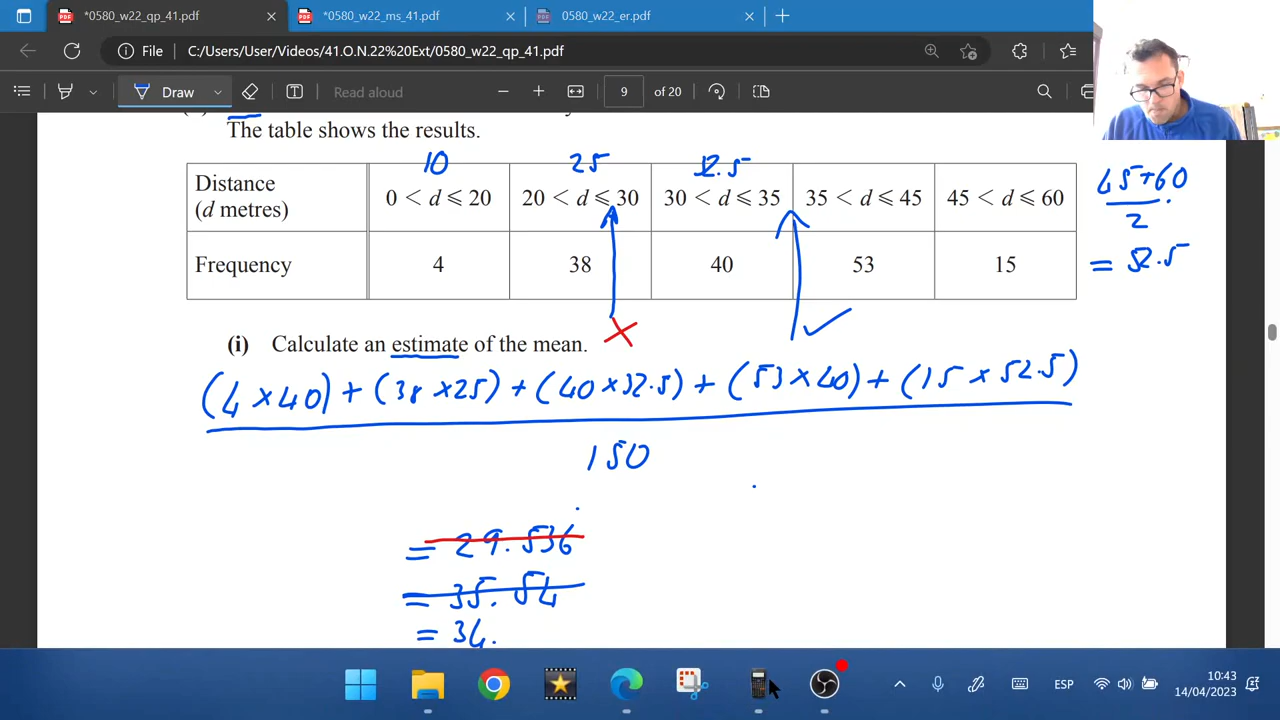 *0580_w22_qp_41.pdf
*0580_w22_ms_41.pdf
0580_w22_er.pdf
File
C:/Users/User/Videos/41.O.N.22%20Ext/0580_w22_qp_41.pdf
Draw
Read aloud
9 of 20
The table shows the results.
10 25 32.5
Distance
(d metres)
0 < d ⩽ 20
20 < d ⩽ 30
30 < d ⩽ 35
35 < d ⩽ 45
45 < d ⩽ 60
Frequency 4 38 40 53 15
45+60
2
= 52.5
(i) Calculate an estimate of the mean.
(4 × 40) + (38 × 25) + (40 × 32.5) + (53 × 40) + (15 × 52.5)
150
= 29.536
= 35.54
= 34.
ESP
10:43
14/04/2023